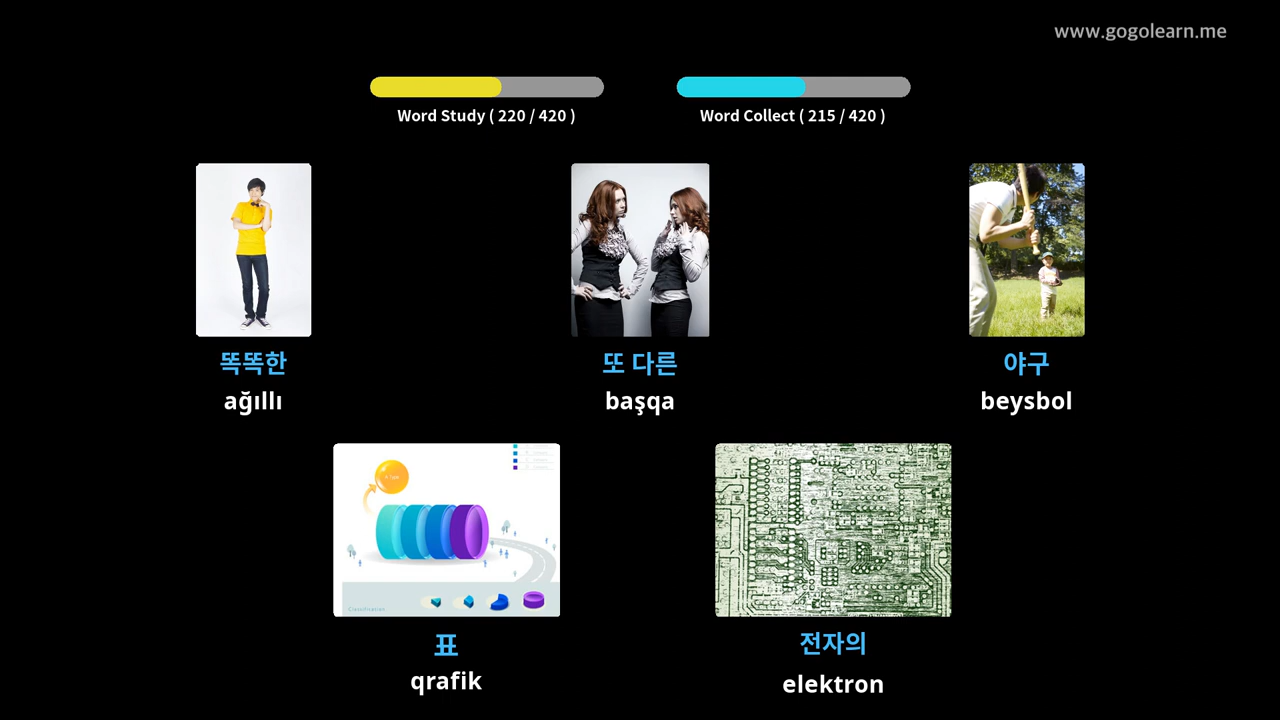 www.gogolearn.me
Word Study ( 220 / 420 )
Word Collect ( 215 / 420 )
똑똑한
ağıllı
또 다른
başqa
야구
beysbol
표
qrafik
전자의
elektron